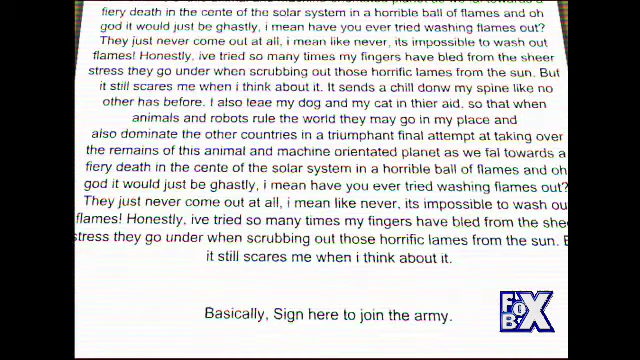 fiery death in the cente of the solar system in a horrible ball of flames and oh
god it would just be ghastly, i mean have you ever tried washing flames out?
They just never come out at all, i mean like never, its impossible to wash out
flames! Honestly, ive tried so many times my fingers have bled from the sheer
stress they go under when scrubbing out those horrific lames from the sun. But
it still scares me when i think about it. It sends a chill donw my spine like no
other has before. I also leae my dog and my cat in thier aid, so that when
animals and robots rule the world they may go in my place and
also dominate the other countries in a triumphant final attempt at taking over
the remains of this animal and machine orientated planet as we fal towards a
fiery death in the cente of the solar system in a horrible ball of flames and oh
god it would just be ghastly, i mean have you ever tried washing flames out?
They just never come out at all, i mean like never, its impossible to wash ou
flames! Honestly, ive tried so many times my fingers have bled from the shee
stress they go under when scrubbing out those horrific lames from the sun. B
it still scares me when i think about it.
Basically, Sign here to join the army.
FOX
BOX